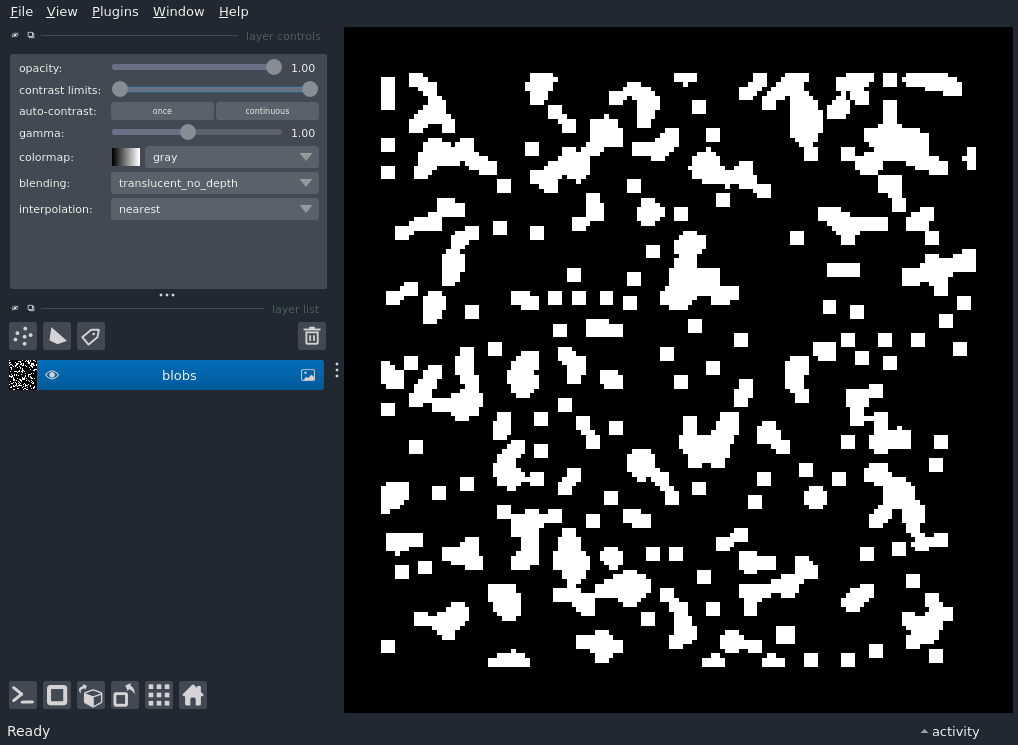 File View Plugins Window Help
layer controls
opacity: 1.00
contrast limits:
auto-contrast: once continuous
gamma: 1.00
colormap: gray
blending: translucent_no_depth
interpolation: nearest
layer list
blobs
Ready activity